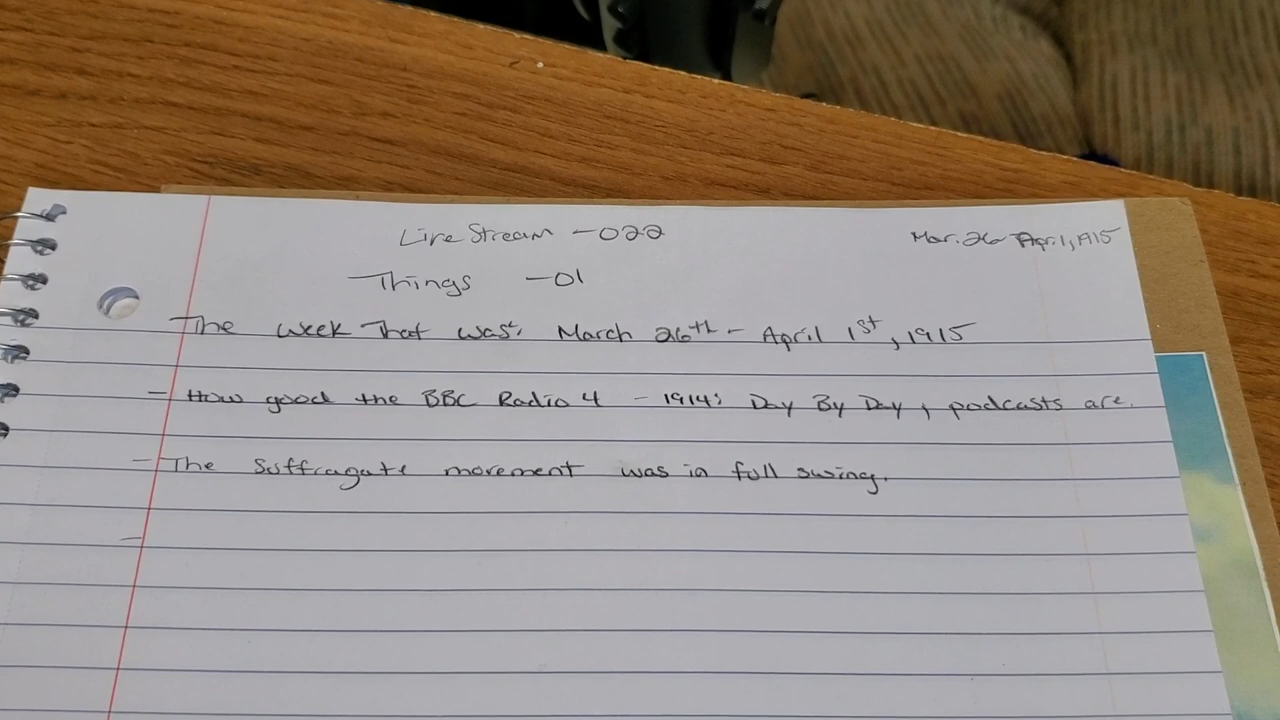 Live Stream -022
Mar. 26 - April 1, 1915
Things -01
The Week That Was: March 26th - April 1st, 1915
- How good the BBC Radio 4 - 1914: Day By Day, podcasts are.
- The Suffragate movement was in full swing.
-